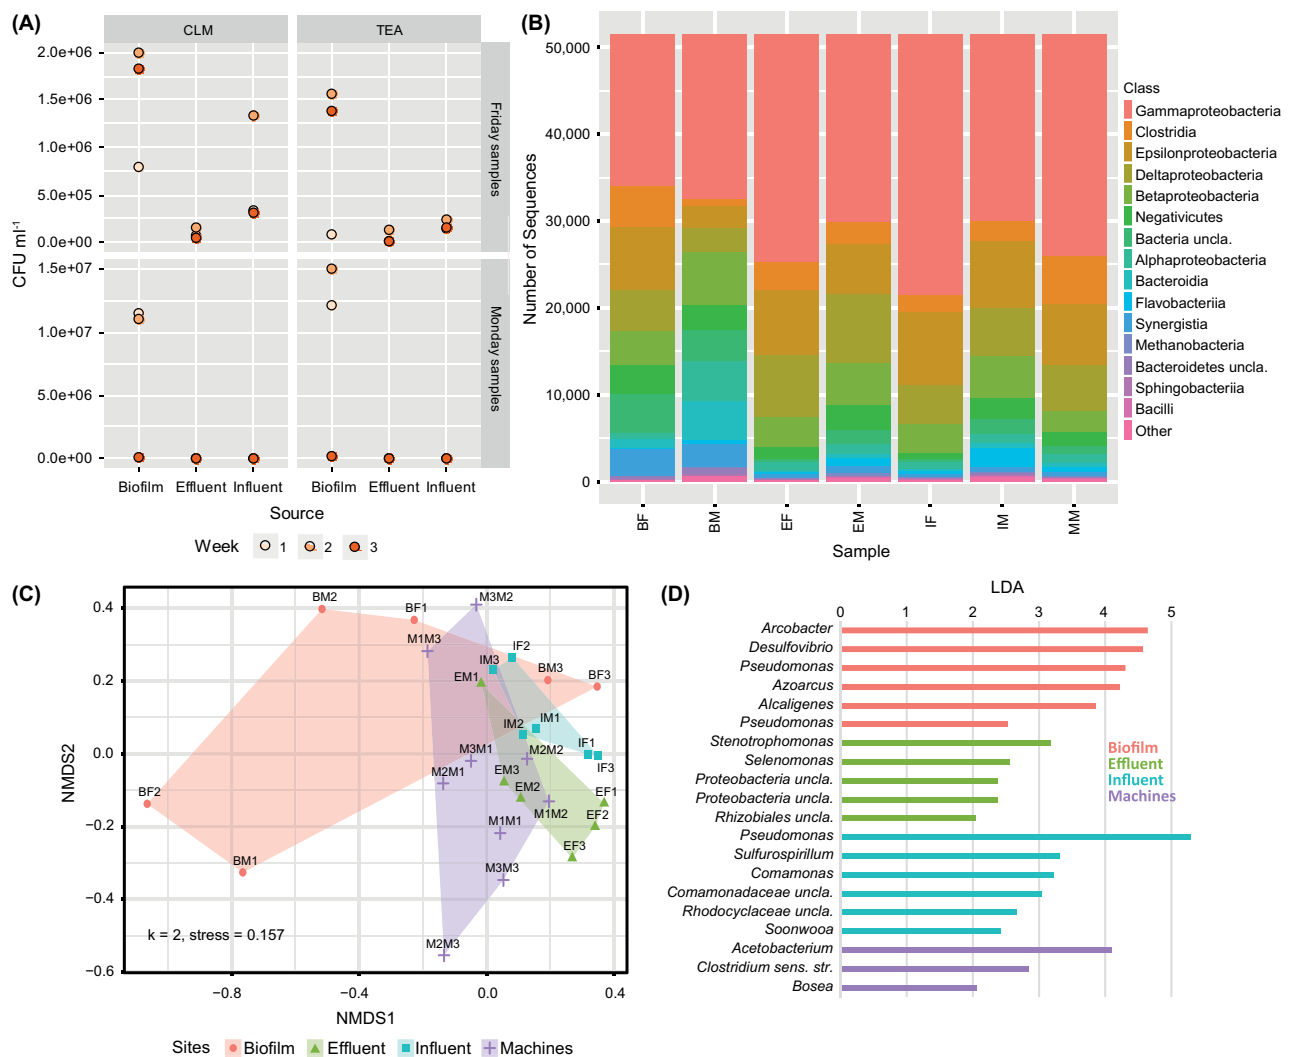 (A)
CLM
TEA
2.0e+06
1.5e+06
1.0e+06
5.0e+05
0.0e+00
1.5e+07
1.0e+07
5.0e+06
0.0e+00
CFU ml-1
Friday samples
Monday samples
Biofilm Effluent Influent Biofilm Effluent Influent
Source
Week 1 2 3
(B)
50,000
40,000
30,000
20,000
10,000
0
Number of Sequences
BF BM EF EM IF IM MM
Sample
Class
Gammaproteobacteria
Clostridia
Epsilonproteobacteria
Deltaproteobacteria
Betaproteobacteria
Negativicutes
Bacteria uncla.
Alphaproteobacteria
Bacteroidia
Flavobacteriia
Synergistia
Methanobacteria
Bacteroidetes uncla.
Sphingobacteriia
Bacilli
Other
(C)
0.4
0.2
0.0
−0.2
−0.4
−0.6
NMDS2
BM2
BF1
M3M2
M1M3
IF2
IM3
EM1
BM3
BF3
IM2
IM1
M3M1
M2M2
IF1
IF3
M2M1
EM3
EM2
BF2
EF1
M1M2
EF2
M1M1
EF3
BM1
M3M3
M2M3
k = 2, stress = 0.157
−0.8 −0.4 0.0 0.4
NMDS1
Sites Biofilm Effluent Influent Machines
(D)
LDA
0 1 2 3 4 5
Arcobacter
Desulfovibrio
Pseudomonas
Azoarcus
Alcaligenes
Pseudomonas
Stenotrophomonas
Selenomonas
Proteobacteria uncla.
Proteobacteria uncla.
Rhizobiales uncla.
Pseudomonas
Sulfurospirillum
Comamonas
Comamonadaceae uncla.
Rhodocyclaceae uncla.
Soonwooa
Acetobacterium
Clostridium sens. str.
Bosea
Biofilm
Effluent
Influent
Machines